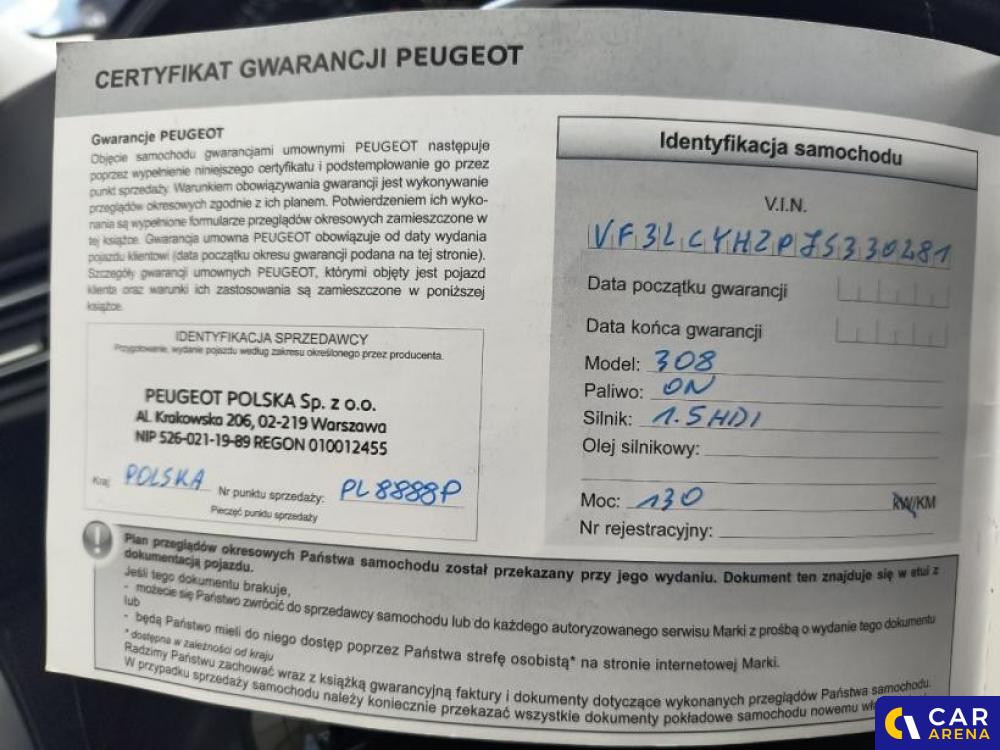 CERTYFIKAT GWARANCJI PEUGEOT
Gwarancje PEUGEOT
Objęcie samochodu gwarancjami umownymi PEUGEOT następuje
poprzez wypełnienie niniejszego certyfikatu i podstemplowanie go przez
punkt sprzedaży. Warunkiem obowiązywania gwarancji jest wykonywanie
przeglądów okresowych zgodnie z ich planem. Potwierdzeniem ich wyko-
nania są wypełnione formularze przeglądów okresowych zamieszczone w
tej książce. Gwarancja umowna PEUGEOT obowiązuje od daty wydania
pojazdu klientowi (data początku okresu gwarancji podana na tej stronie).
Szczegóły gwarancji umownych PEUGEOT, którymi objęty jest pojazd
klienta oraz warunki ich zastosowania są zamieszczone w poniższej
książce.
IDENTYFIKACJA SPRZEDAWCY
Przygotowanie, wydanie pojazdu według zakresu określonego przez producenta.
PEUGEOT POLSKA Sp. z o.o.
Al. Krakowska 206, 02-219 Warszawa
NIP 526-021-19-89 REGON 010012455
Kraj POLSKA Nr punktu sprzedaży: PL8888P
Pieczęć punktu sprzedaży
Identyfikacja samochodu
V.I.N.
VF3LCYHZPJS330281
Data początku gwarancji
Data końca gwarancji
Model: 308
Paliwo: ON
Silnik: 1.5HDI
Olej silnikowy:
Moc: 130 kW/KM
Nr rejestracyjny:
Plan przeglądów okresowych Państwa samochodu został przekazany przy jego wydaniu. Dokument ten znajduje się w etui z
dokumentacją pojazdu.
Jeśli tego dokumentu brakuje,
- możecie się Państwo zwrócić do sprzedawcy samochodu lub do każdego autoryzowanego serwisu Marki z prośbą o wydanie tego dokumentu
lub
- będą Państwo mieli do niego dostęp poprzez Państwa strefę osobistą* na stronie internetowej Marki.
* dostępna w zależności od kraju
Radzimy Państwu zachować wraz z książką gwarancyjną faktury i dokumenty dotyczące wykonanych przeglądów Państwa samochodu.
W przypadku sprzedaży samochodu należy koniecznie przekazać wszystkie dokumenty pokładowe samochodu nowemu
CAR
ARENA